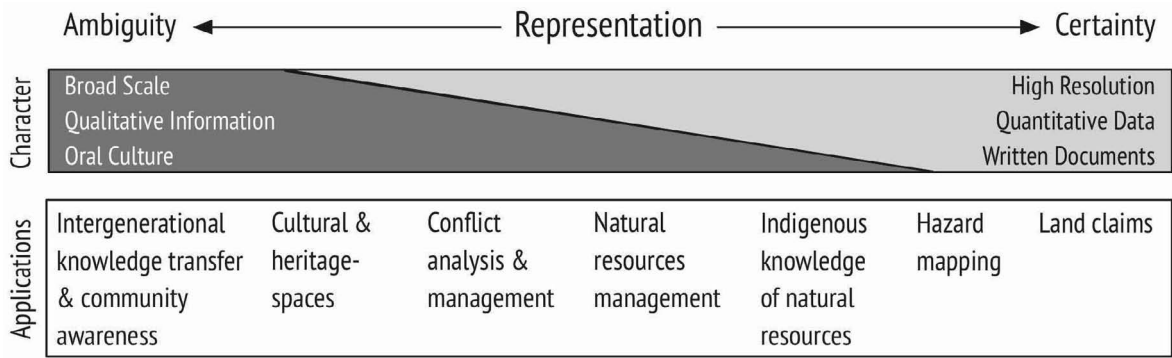 Ambiguity Representation Certainty
Character
Broad Scale
Qualitative Information
Oral Culture
High Resolution
Quantitative Data
Written Documents
Applications
Intergenerational
knowledge transfer
& community
awareness
Cultural &
heritage-
spaces
Conflict
analysis &
management
Natural
resources
management
Indigenous
knowledge
of natural
resources
Hazard
mapping
Land claims